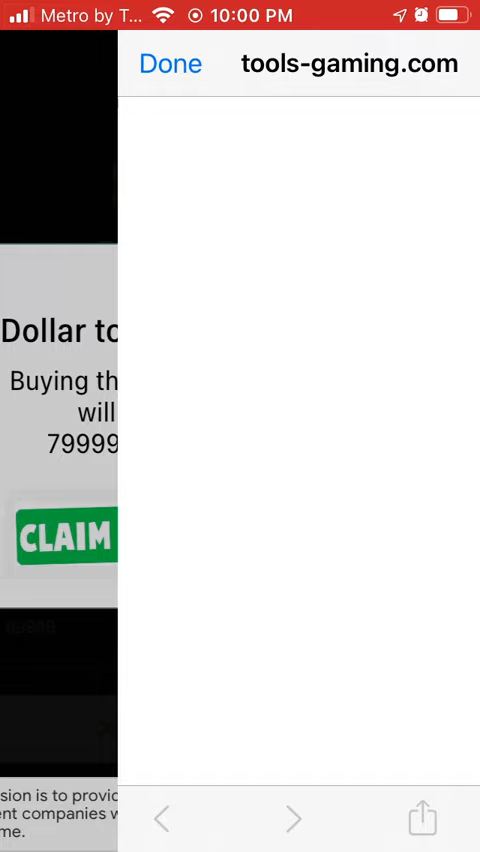 Metro by T... 10:00 PM
Done tools-gaming.com
Dollar to
Buying th
will
79999
CLAIM
sion is to provid
ent companies w
me.